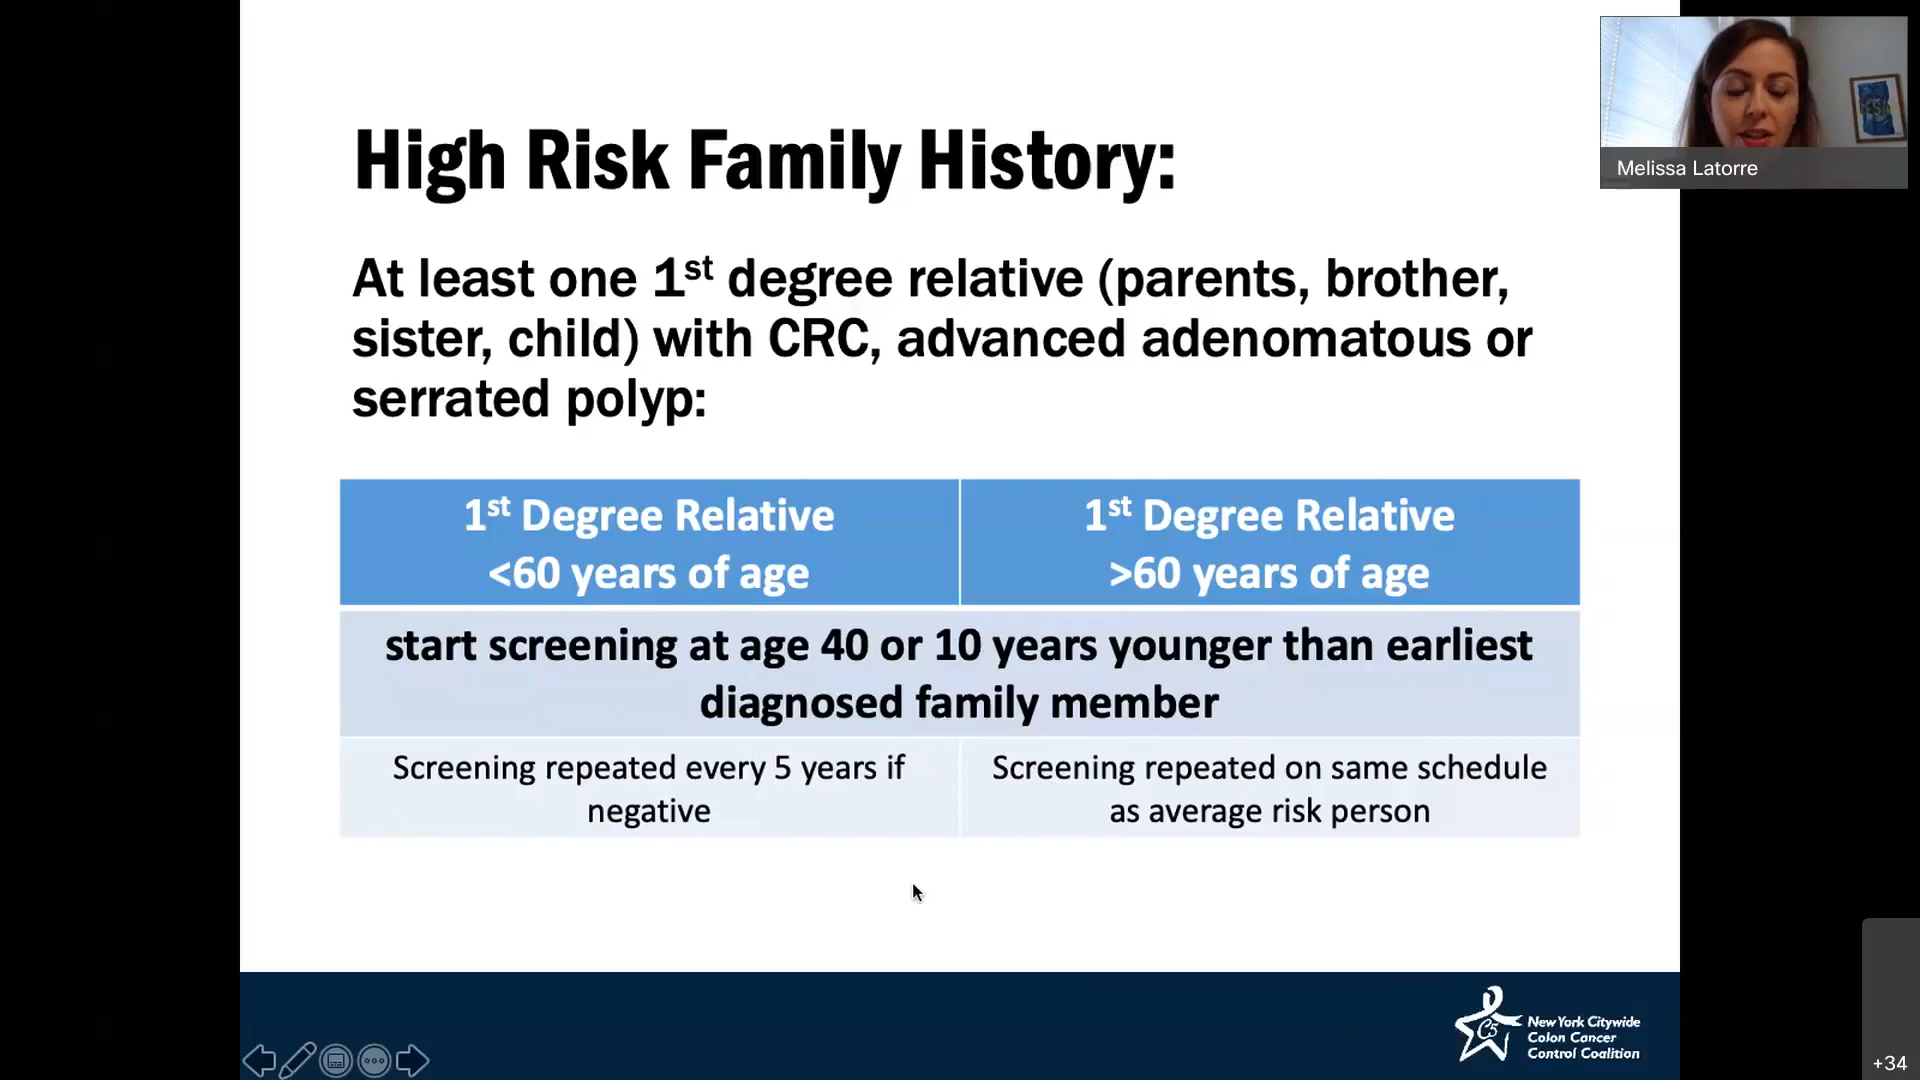 High Risk Family History:
At least one 1st degree relative (parents, brother,
sister, child) with CRC, advanced adenomatous or
serrated polyp:
1st Degree Relative
<60 years of age
1st Degree Relative
>60 years of age
start screening at age 40 or 10 years younger than earliest
diagnosed family member
Screening repeated every 5 years if
negative
Screening repeated on same schedule
as average risk person
Melissa Latorre
C5
New York Citywide
Colon Cancer
Control Coalition
+34